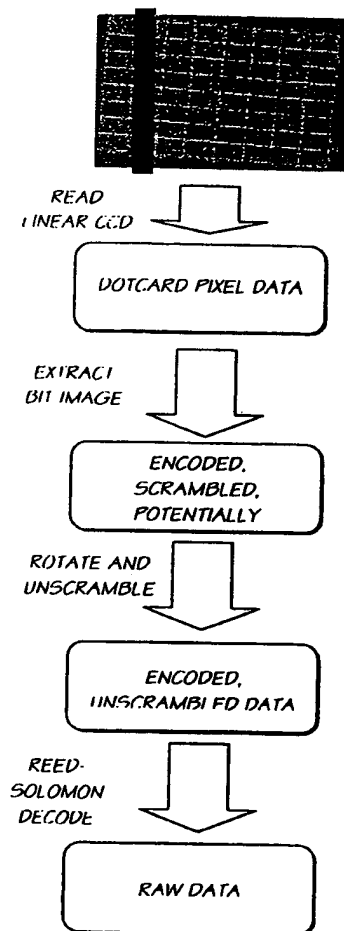 READ
LINEAR CCD
DOTCARD PIXEL DATA
EXTRACT
BIT IMAGE
ENCODED,
SCRAMBLED,
POTENTIALLY
ROTATE AND
UNSCRAMBLE
ENCODED,
UNSCRAMBLED DATA
REED-
SOLOMON
DECODE
RAW DATA